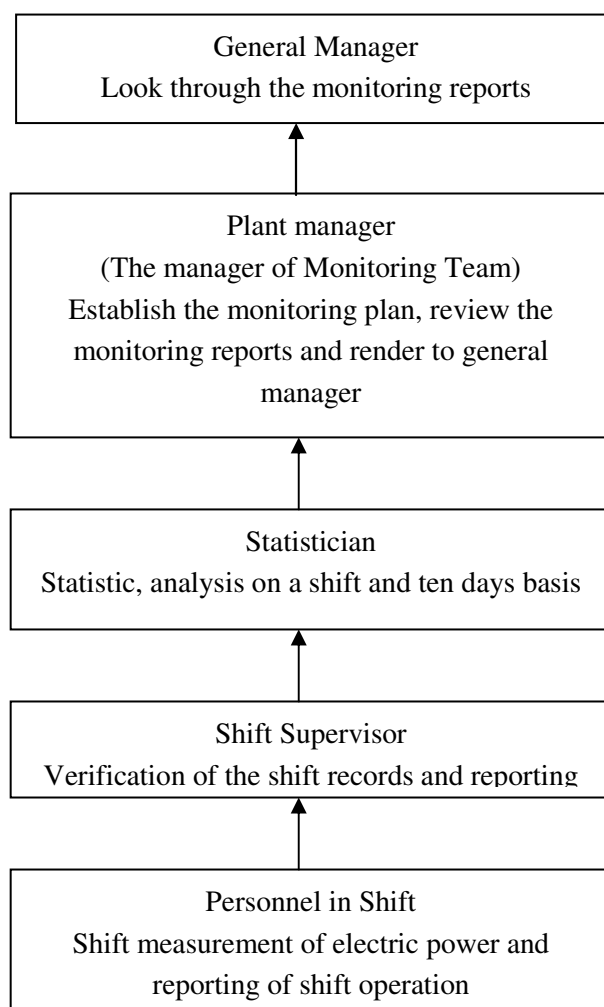 General Manager
Look through the monitoring reports
Plant manager
(The manager of Monitoring Team)
Establish the monitoring plan, review the
monitoring reports and render to general
manager
Statistician
Statistic, analysis on a shift and ten days basis
Shift Supervisor
Verification of the shift records and reporting
Personnel in Shift
Shift measurement of electric power and
reporting of shift operation